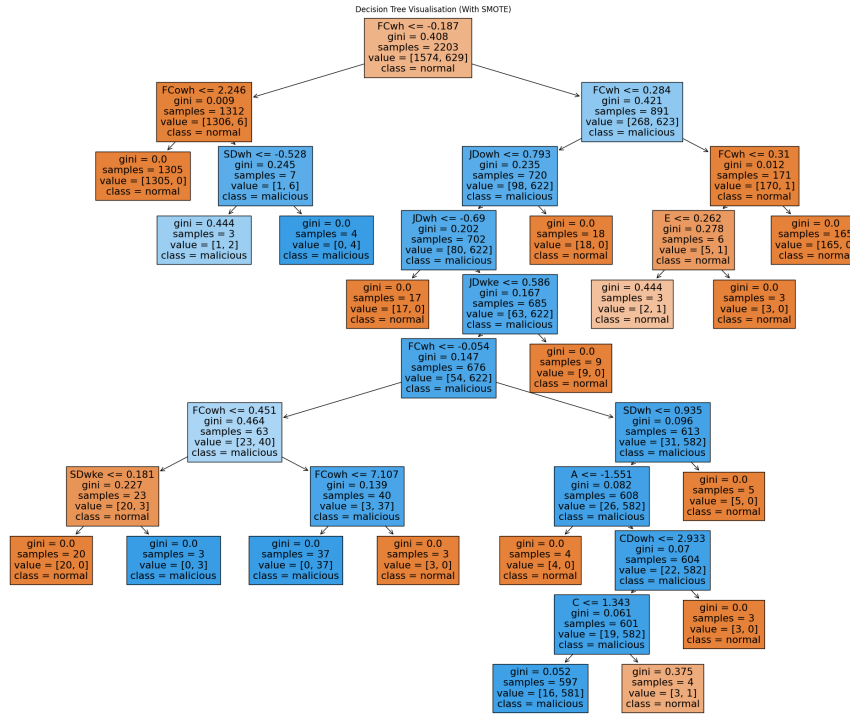 Decision Tree Visualisation (With SMOTE)
FCwh <= -0.187
gini = 0.408
samples = 2203
value = [1574, 629]
class = normal
FCowh <= 2.246
gini = 0.009
samples = 1312
value = [1306, 6]
class = normal
FCwh <= 0.284
gini = 0.421
samples = 891
value = [268, 623]
class = malicious
gini = 0.0
samples = 1305
value = [1305, 0]
class = normal
SDwh <= -0.528
gini = 0.245
samples = 7
value = [1, 6]
class = malicious
JDowh <= 0.793
gini = 0.235
samples = 720
value = [98, 622]
class = malicious
FCwh <= 0.31
gini = 0.012
samples = 171
value = [170, 1]
class = normal
gini = 0.444
samples = 3
value = [1, 2]
class = malicious
gini = 0.0
samples = 4
value = [0, 4]
class = malicious
JDwh <= -0.69
gini = 0.202
samples = 702
value = [80, 622]
class = malicious
gini = 0.0
samples = 18
value = [18, 0]
class = normal
E <= 0.262
gini = 0.278
samples = 6
value = [5, 1]
class = normal
gini = 0.0
samples = 165
value = [165, 0
class = normal
gini = 0.0
samples = 17
value = [17, 0]
class = normal
JDwke <= 0.586
gini = 0.167
samples = 685
value = [63, 622]
class = malicious
gini = 0.444
samples = 3
value = [2, 1]
class = normal
gini = 0.0
samples = 3
value = [3, 0]
class = normal
FCwh <= -0.054
gini = 0.147
samples = 676
value = [54, 622]
class = malicious
gini = 0.0
samples = 9
value = [9, 0]
class = normal
FCowh <= 0.451
gini = 0.464
samples = 63
value = [23, 40]
class = malicious
SDwh <= 0.935
gini = 0.096
samples = 613
value = [31, 582]
class = malicious
SDwke <= 0.181
gini = 0.227
samples = 23
value = [20, 3]
class = normal
FCowh <= 7.107
gini = 0.139
samples = 40
value = [3, 37]
class = malicious
A <= -1.551
gini = 0.082
samples = 608
value = [26, 582]
class = malicious
gini = 0.0
samples = 5
value = [5, 0]
class = normal
gini = 0.0
samples = 20
value = [20, 0]
class = normal
gini = 0.0
samples = 3
value = [0, 3]
class = malicious
gini = 0.0
samples = 37
value = [0, 37]
class = malicious
gini = 0.0
samples = 3
value = [3, 0]
class = normal
gini = 0.0
samples = 4
value = [4, 0]
class = normal
CDowh <= 2.933
gini = 0.07
samples = 604
value = [22, 582]
class = malicious
C <= 1.343
gini = 0.061
samples = 601
value = [19, 582]
class = malicious
gini = 0.0
samples = 3
value = [3, 0]
class = normal
gini = 0.052
samples = 597
value = [16, 581]
class = malicious
gini = 0.375
samples = 4
value = [3, 1]
class = normal